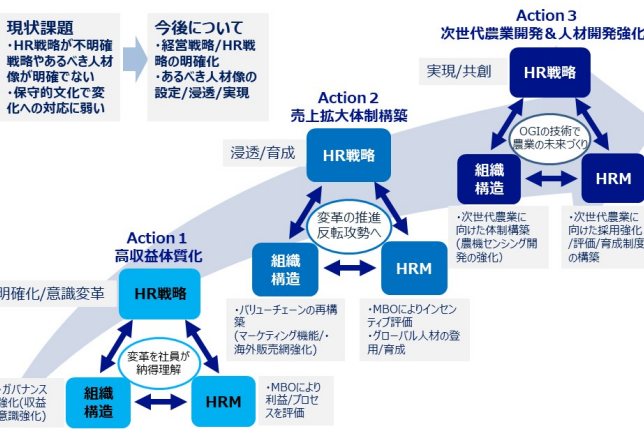 現状課題
・HR戦略が不明確
戦略やあるべき人材
像が明確でない
・保守的文化で変
化への対応に弱い
今後について
・経営戦略/HR戦
略の明確化
・あるべき人材像の
設定/浸透/実現
Action 3
次世代農業開発&人材開発強化
実現/共創
HR戦略
OGIの技術で
農業の未来づくり
組織
構造
HRM
・次世代農業に
向けた体制構築
(農機センシング開
発の強化)
・次世代農業に
向けた採用強化
/評価/育成制度
の構築
Action 2
売上拡大体制構築
浸透/育成
HR戦略
変革の推進
反転攻勢へ
組織
構造
HRM
・バリューチェーンの再構
築
(マーケティング機能/・
海外販売網強化)
・MBOによりインセン
ティブ評価
・グローバル人材の登
用/育成
Action 1
高収益体質化
明確化/意識変革
HR戦略
変革を社員が
納得理解
組織
構造
HRM
・ガバナンス
強化(収益
意識強化)
・MBOにより
利益/プロセ
スを評価